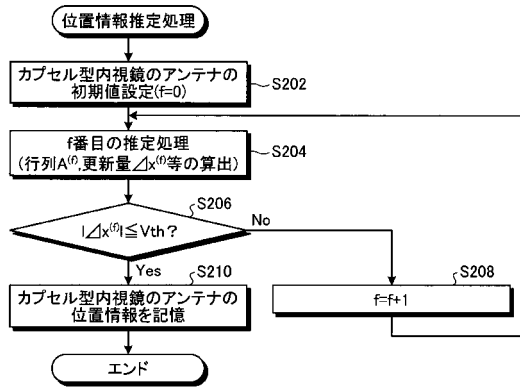 位置情報推定処理
カプセル型内視鏡のアンテナの
初期値設定(f=0)
S202
f番目の推定処理
(行列A⁽ᶠ⁾,更新量⊿x⁽ᶠ⁾等の算出)
S204
S206
|⊿x⁽ᶠ⁾|≦Vth?
No
Yes
S210
カプセル型内視鏡のアンテナの
位置情報を記憶
S208
f=f+1
エンド